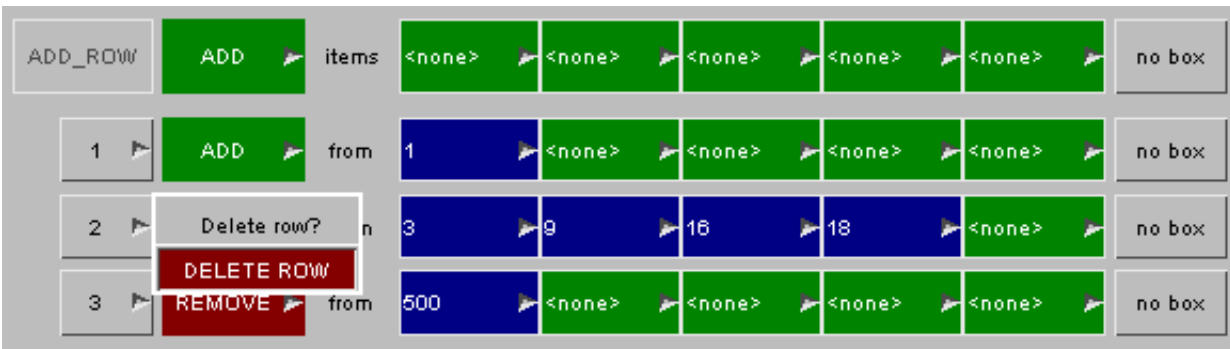 ADD_ROW ADD items <none> <none> <none> <none> <none> no box
1 ADD from 1 <none> <none> <none> <none> no box
2 Delete row? n 3 9 16 18 <none> no box
DELETE ROW
3 REMOVE from 500 <none> <none> <none> <none> no box